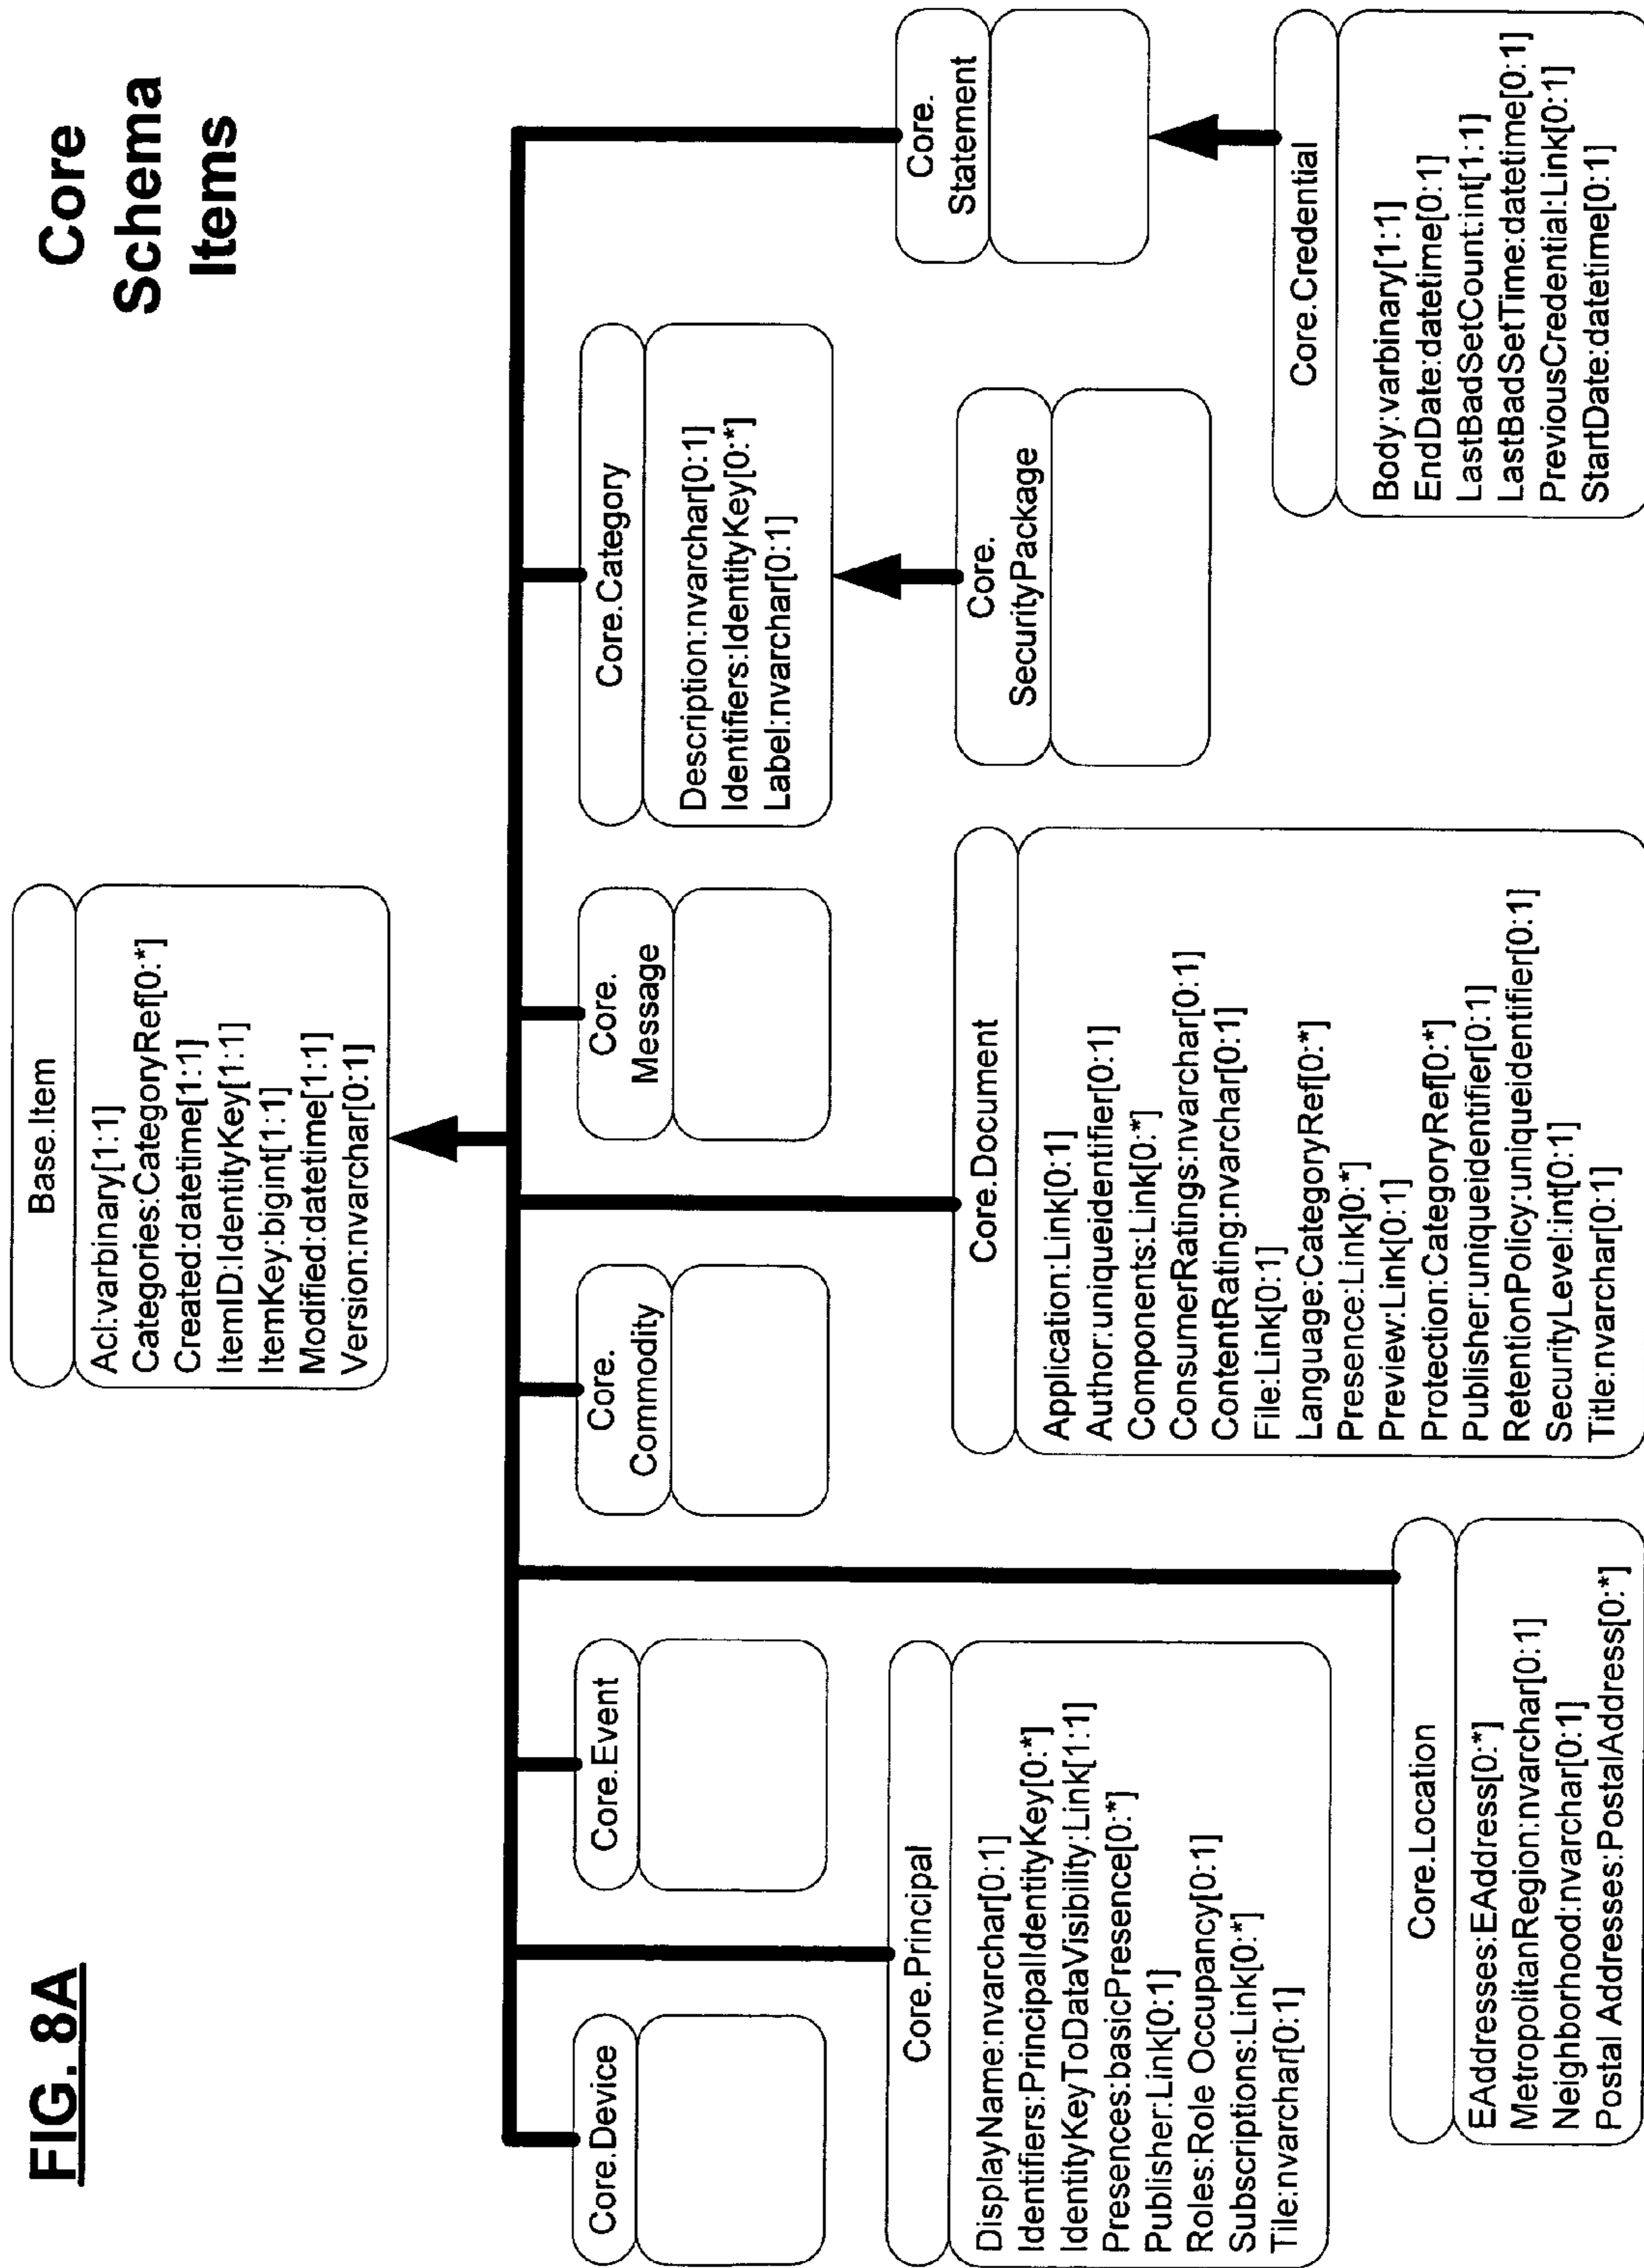 FIG. 8A
Core
Schema
Items
Base.Item
Acl:varbinary[1:1]
Categories:CategoryRef[0:*]
Created:datetime[1:1]
ItemID:IdentityKey[1:1]
ItemKey:bigint[1:1]
Modified:datetime[1:1]
Version:nvarchar[0:1]
Core.Device
Core.Event
Core.
Commodity
Core.
Message
Core.Category
Description:nvarchar[0:1]
Identifiers:IdentityKey[0:*]
Label:nvarchar[0:1]
Core.
Statement
Core.Principal
DisplayName:nvarchar[0:1]
Identifiers:PrincipalIdentityKey[0:*]
IdentityKeyToDataVisibility:Link[1:1]
Presences:basicPresence[0:*]
Publisher:Link[0:1]
Roles:Role Occupancy[0:1]
Subscriptions:Link[0:*]
Tile:nvarchar[0:1]
Core.Document
Application:Link[0:1]
Author:uniqueidentifier[0:1]
Components:Link[0:*]
ConsumerRatings:nvarchar[0:1]
ContentRating:nvarchar[0:1]
File:Link[0:1]
Language:CategoryRef[0:*]
Presence:Link[0:*]
Preview:Link[0:1]
Protection:CategoryRef[0:*]
Publisher:uniqueidentifier[0:1]
RetentionPolicy:uniqueidentifier[0:1]
SecurityLevel:int[0:1]
Title:nvarchar[0:1]
Core.
SecurityPackage
Core.Credential
Body:varbinary[1:1]
EndDate:datetime[0:1]
LastBadSetCount:int[1:1]
LastBadSetTime:datetime[0:1]
PreviousCredential:Link[0:1]
StartDate:datetime[0:1]
Core.Location
EAddresses:EAddress[0:*]
MetropolitanRegion:nvarchar[0:1]
Neighborhood:nvarchar[0:1]
Postal Addresses:PostalAddress[0:*]